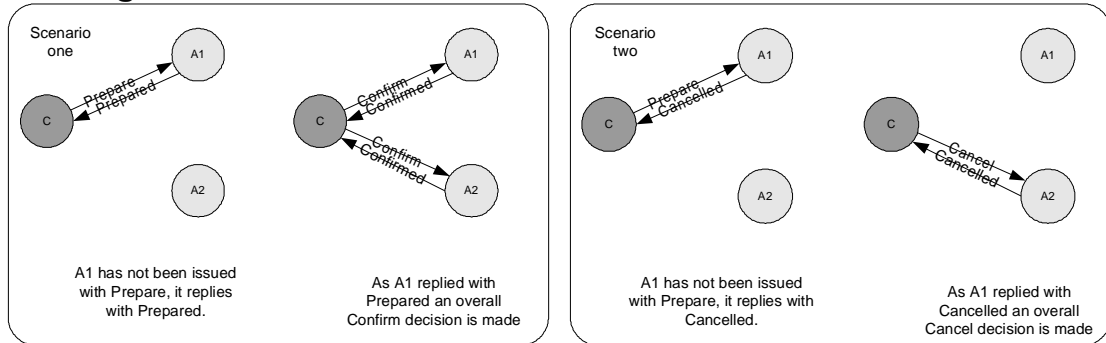 Scenario
one
A1
Prepare
Prepared
C
A2
A1
Confirm
Confirmed
C
Confirm
Confirmed
A2
A1 has not been issued
with Prepare, it replies
with Prepared.
As A1 replied with
Prepared an overall
Confirm decision is made
Scenario
two
A1
Prepare
Cancelled
C
A2
A1
C
Cancel
Cancelled
A2
A1 has not been issued
with Prepare, it replies with
Cancelled.
As A1 replied with
Cancelled an overall
Cancel decision is made